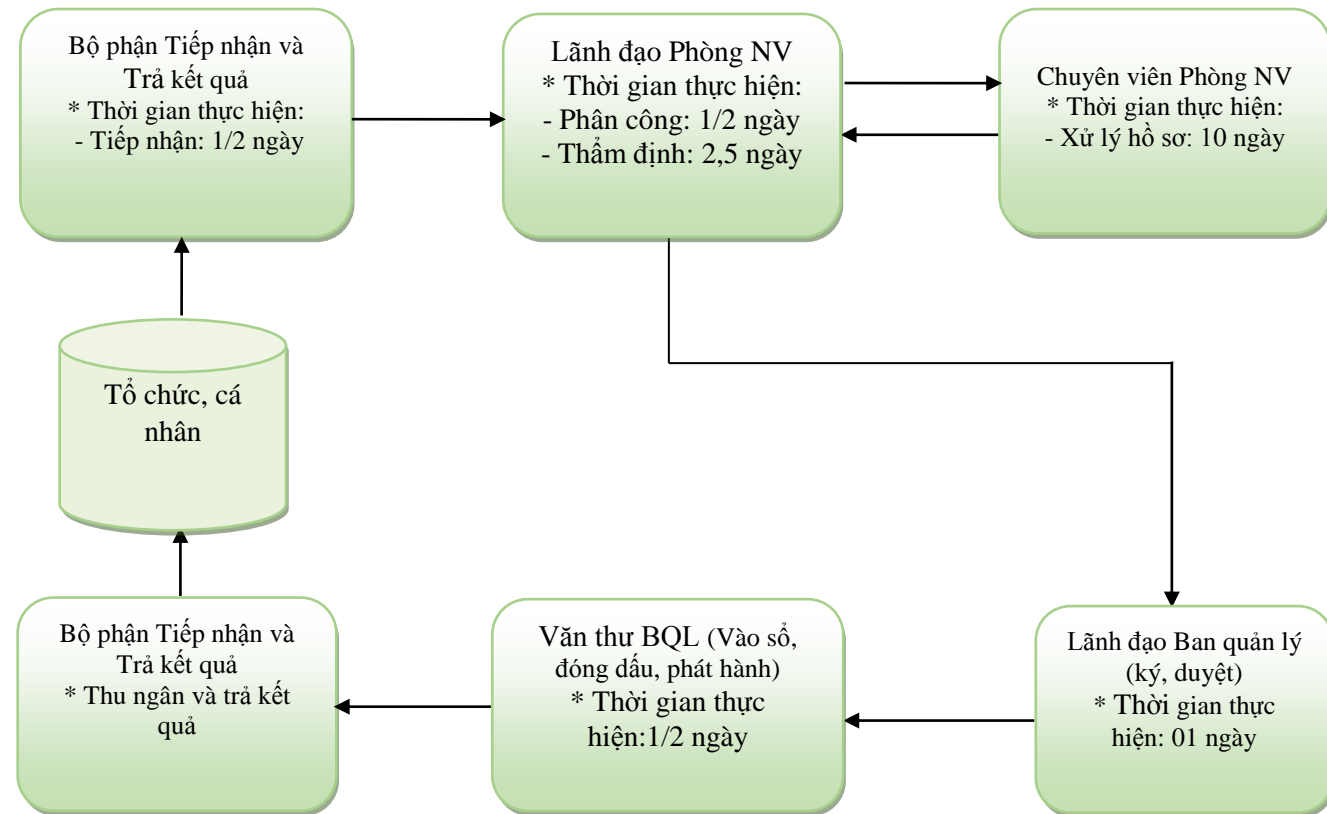 Bộ phận Tiếp nhận và
Trả kết quả
* Thời gian thực hiện:
- Tiếp nhận: 1/2 ngày
Lãnh đạo Phòng NV
* Thời gian thực hiện:
- Phân công: 1/2 ngày
- Thẩm định: 2,5 ngày
Chuyên viên Phòng NV
* Thời gian thực hiện:
- Xử lý hồ sơ: 10 ngày
Tổ chức, cá
nhân
Bộ phận Tiếp nhận và
Trả kết quả
* Thu ngân và trả kết
quả
Văn thư BQL (Vào sổ,
đóng dấu, phát hành)
* Thời gian thực
hiện:1/2 ngày
Lãnh đạo Ban quản lý
(ký, duyệt)
* Thời gian thực
hiện: 01 ngày